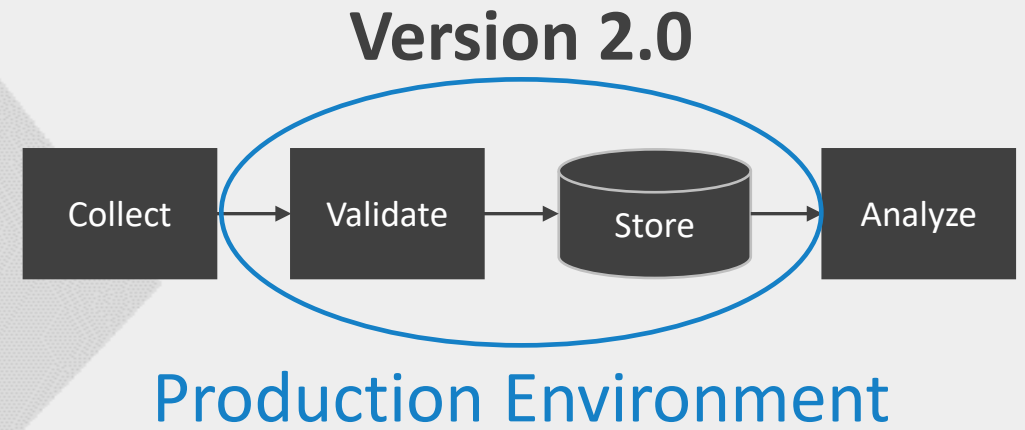 Version 2.0
Collect
Validate
Store
Analyze
Production Environment